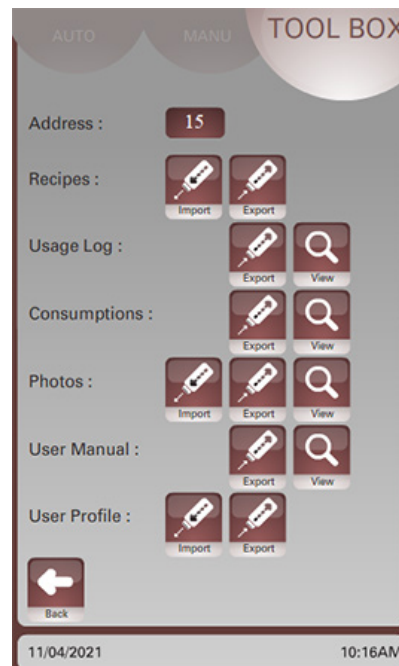 AUTO MANU TOOL BOX
Address : 15
Recipes :
Import Export
Usage Log :
Export View
Consumptions :
Export View
Photos :
Import Export View
User Manual :
Export View
User Profile :
Import Export
Back
11/04/2021 10:16AM